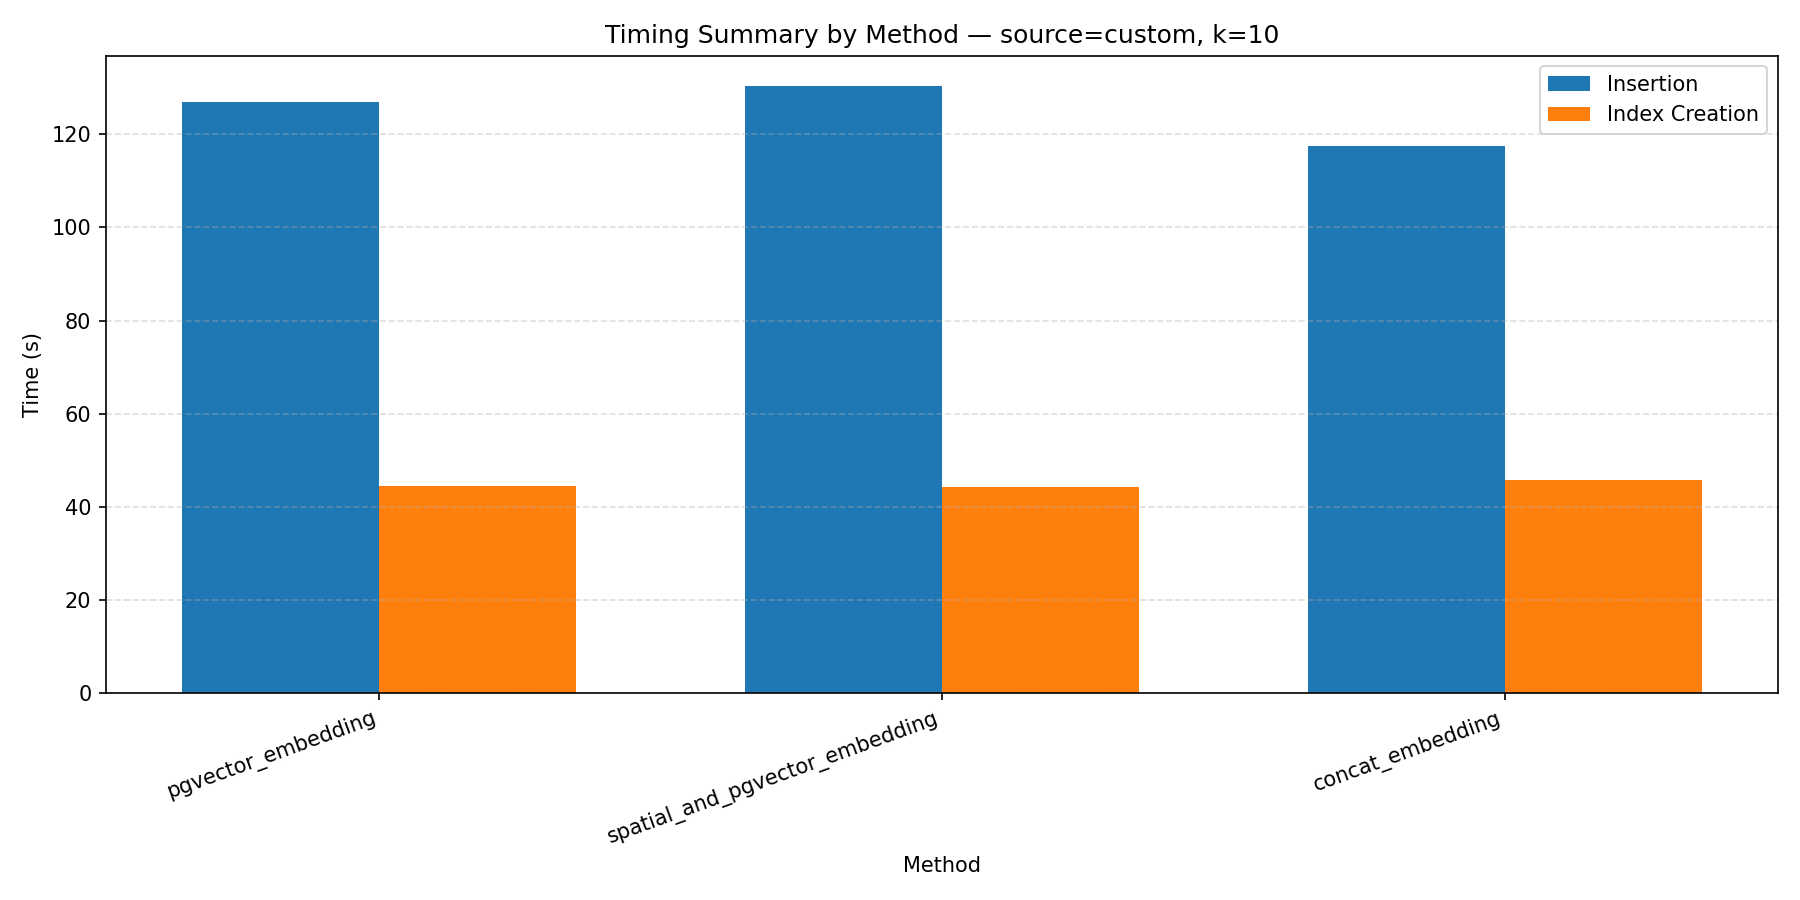 Timing Summary by Method — source=custom, k=10
Insertion
Index Creation
Time (s)
120
100
80
60
40
20
0
pgvector_embedding
spatial_and_pgvector_embedding
concat_embedding
Method